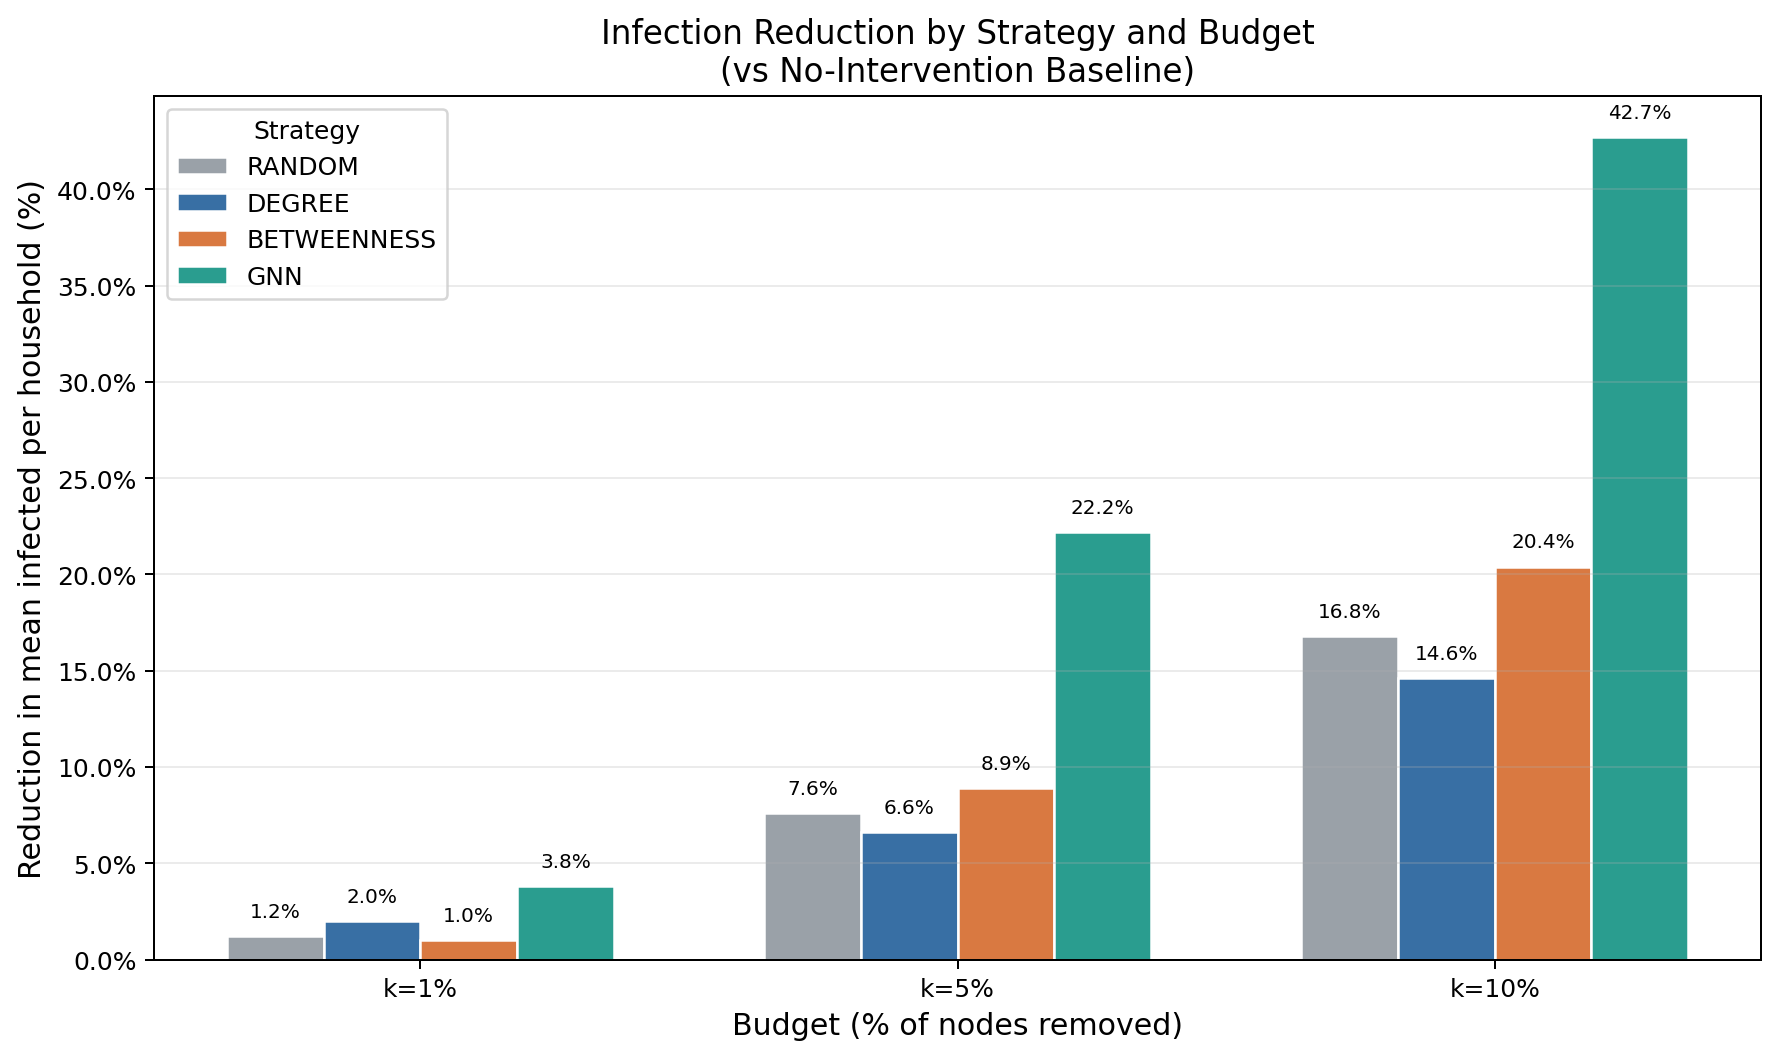 Infection Reduction by Strategy and Budget
(vs No-Intervention Baseline)
Strategy
RANDOM
DEGREE
BETWEENNESS
GNN
Reduction in mean infected per household (%)
40.0%
35.0%
30.0%
25.0%
20.0%
15.0%
10.0%
5.0%
0.0%
1.2%
2.0%
1.0%
3.8%
7.6%
6.6%
8.9%
22.2%
16.8%
14.6%
20.4%
42.7%
k=1%
k=5%
k=10%
Budget (% of nodes removed)